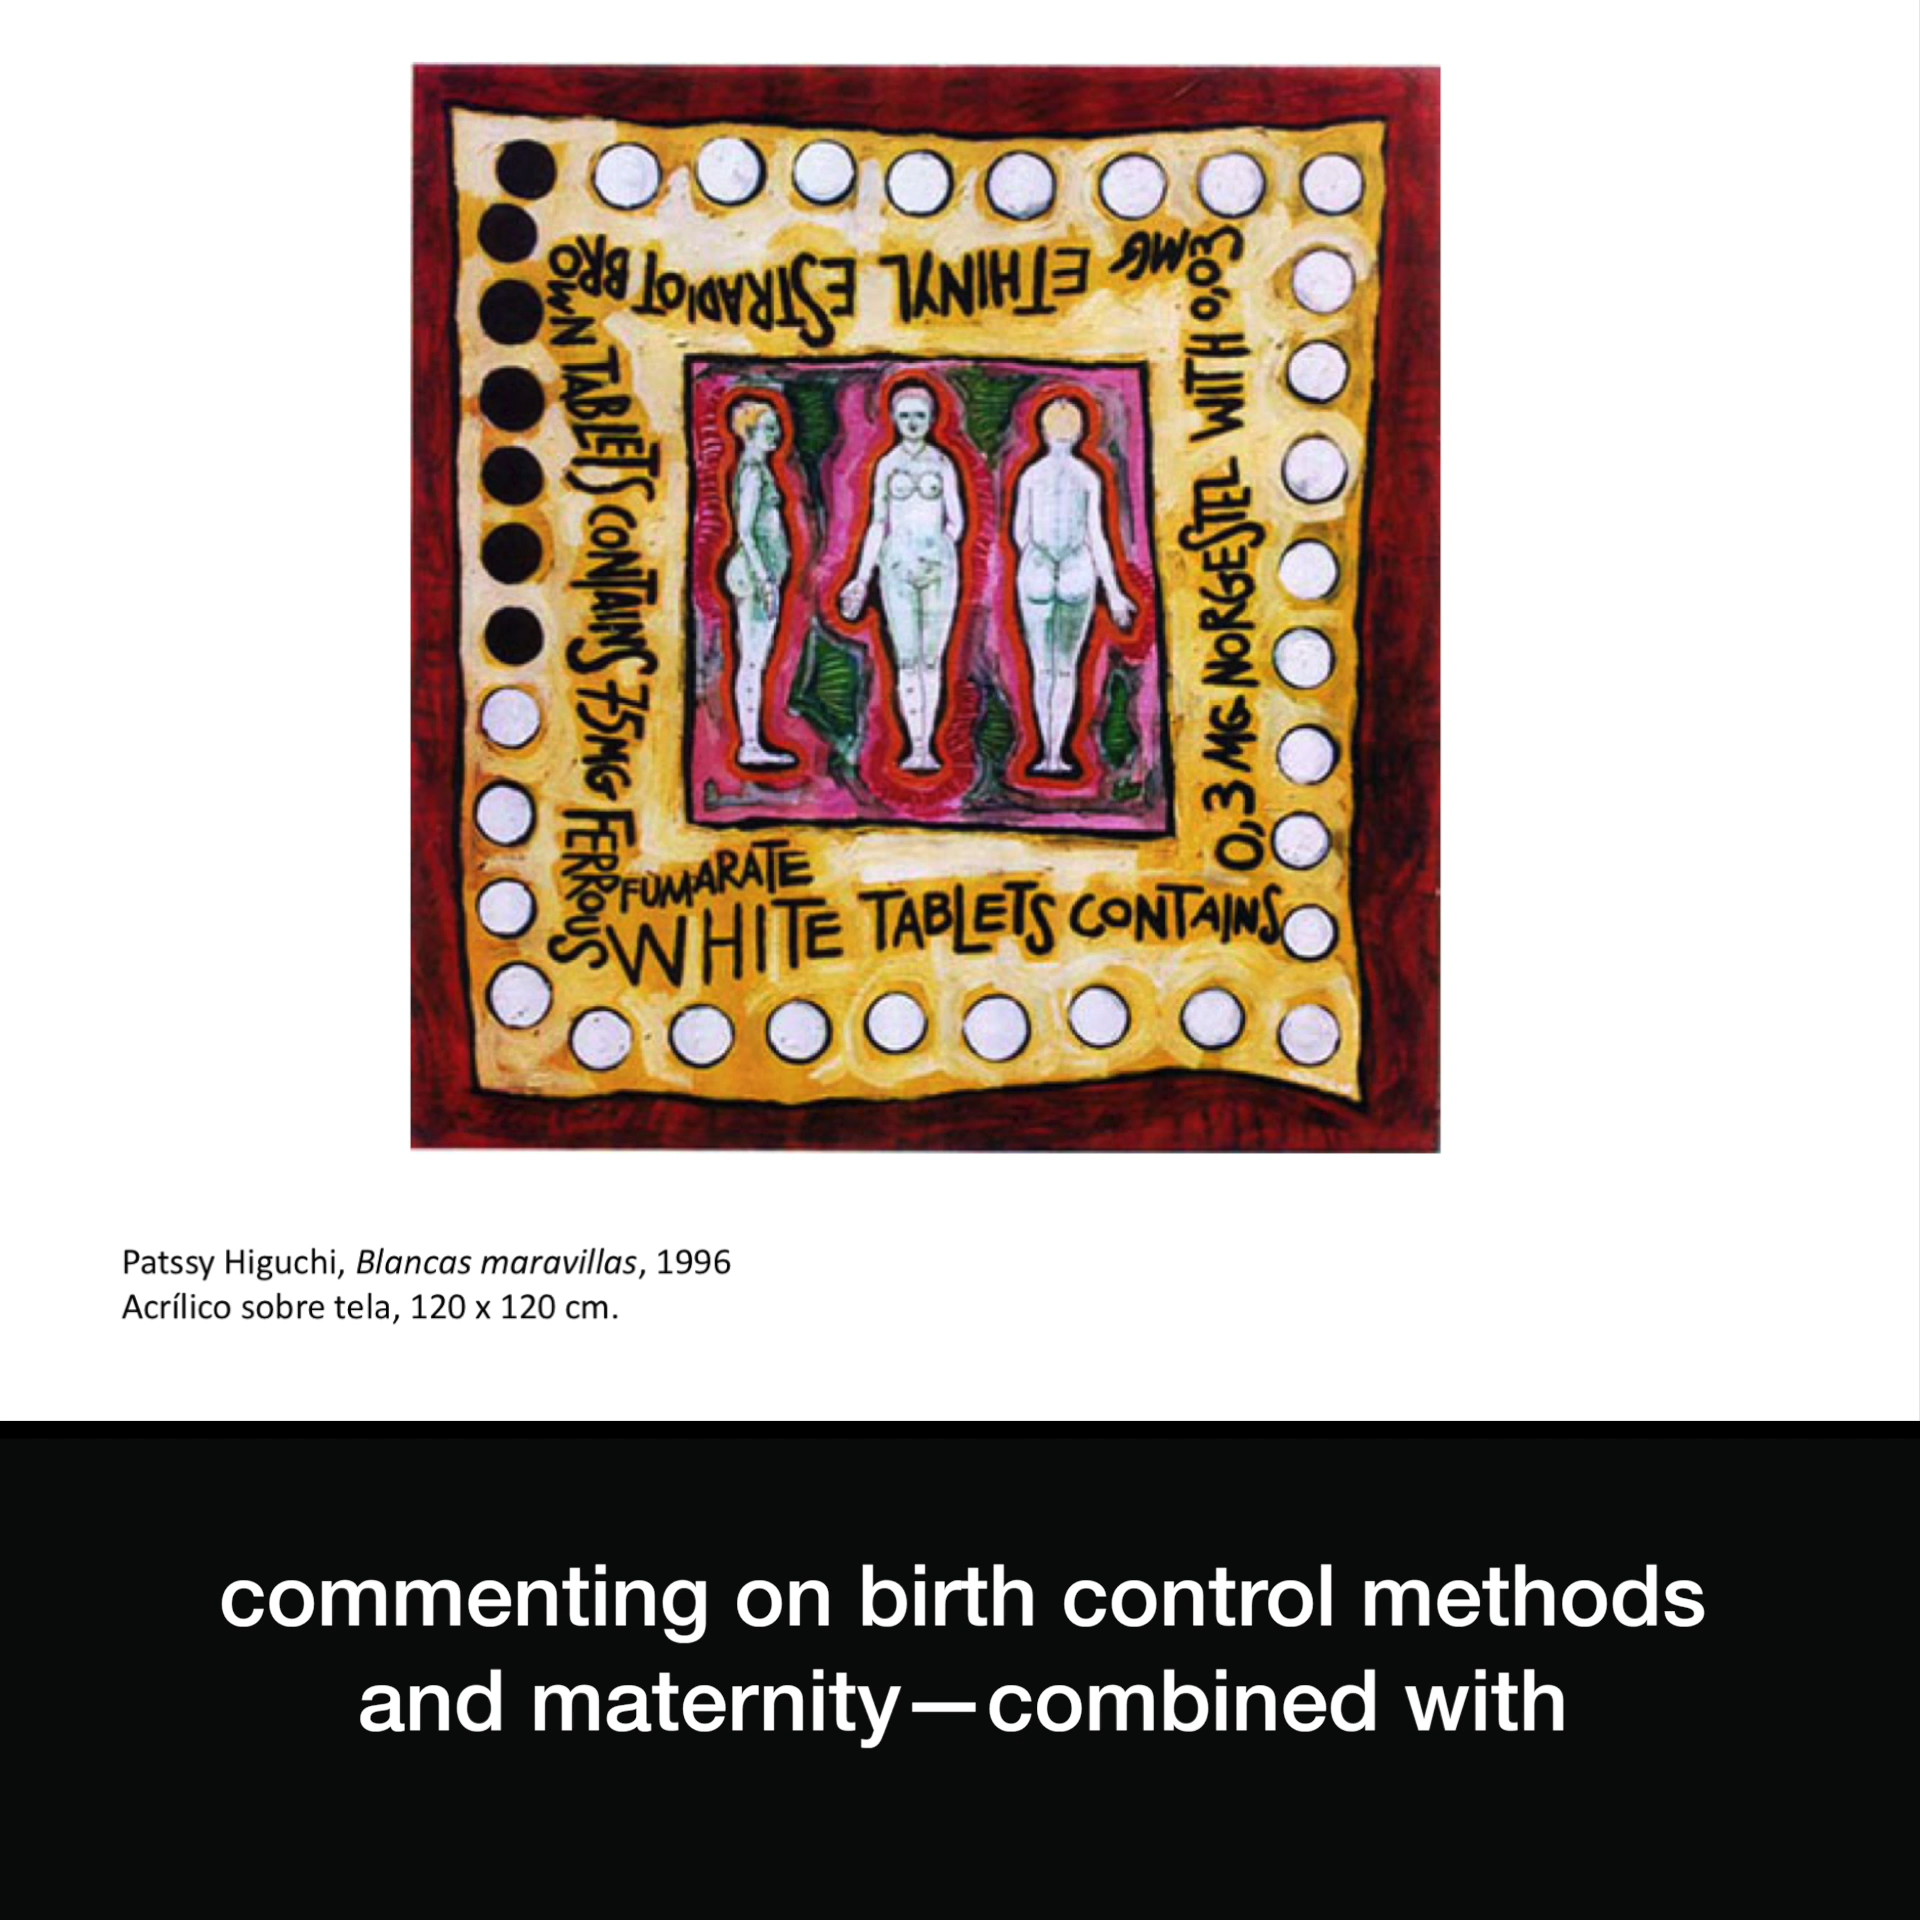 WHITE TABLETS CONTAINS
0,3 MG NORGESTEL WITH 0,03
MG
ETHINYL ESTRADIOT BRO
OWN TABLETS CONTAINS 75MG FERROUS
FUMARATE
Patssy Higuchi, Blancas maravillas, 1996
Acrílico sobre tela, 120 x 120 cm.
commenting on birth control methods
and maternity—combined with